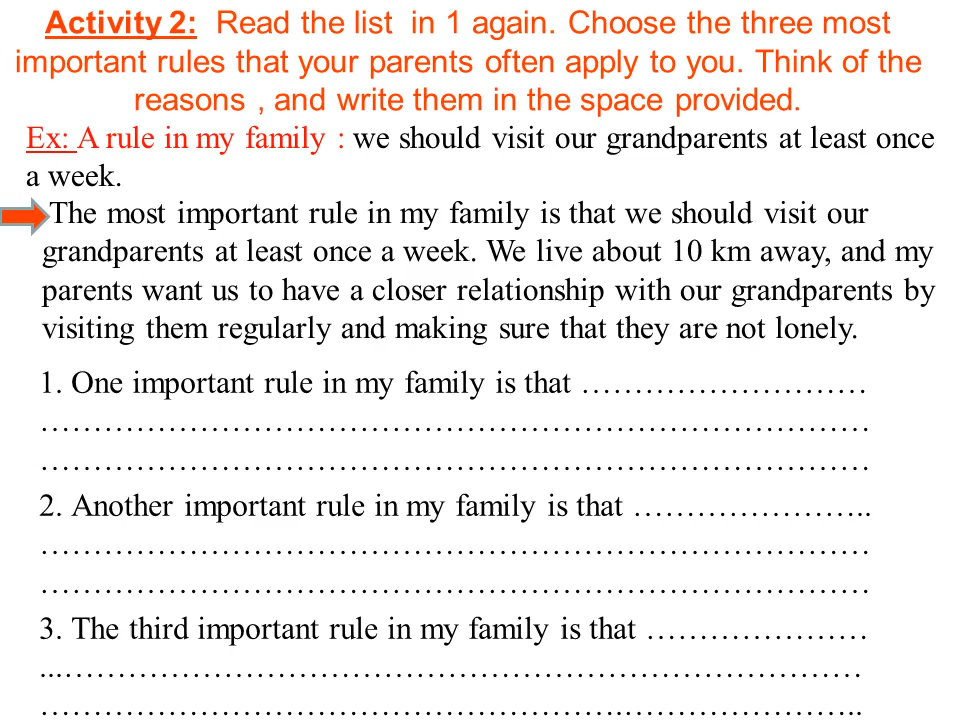 Activity 2:  Read the list  in 1 again. Choose the three most
important rules that your parents often apply to you. Think of the
reasons , and write them in the space provided.
Ex: A rule in my family : we should visit our grandparents at least once
a week.
The most important rule in my family is that we should visit our
grandparents at least once a week. We live about 10 km away, and my
parents want us to have a closer relationship with our grandparents by
visiting them regularly and making sure that they are not lonely.
1. One important rule in my family is that ………………………
……………………………………………………………………
……………………………………………………………………
2. Another important rule in my family is that …………………..
……………………………………………………………………
……………………………………………………………………
3. The third important rule in my family is that …………………
...…………………………………………………………………
……………………………………………….…………………..